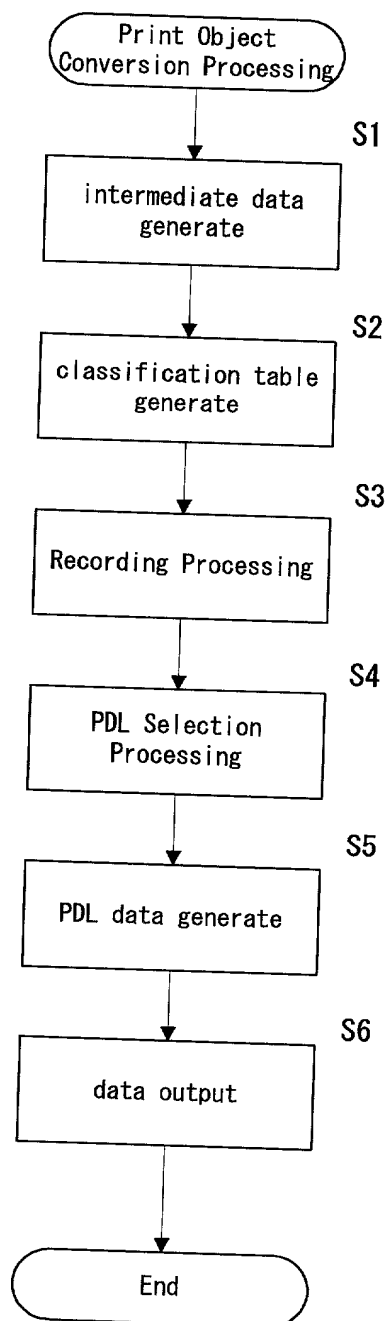 Print Object
Conversion Processing
S1
intermediate data
generate
S2
classification table
generate
S3
Recording Processing
S4
PDL Selection
Processing
S5
PDL data generate
S6
data output
End